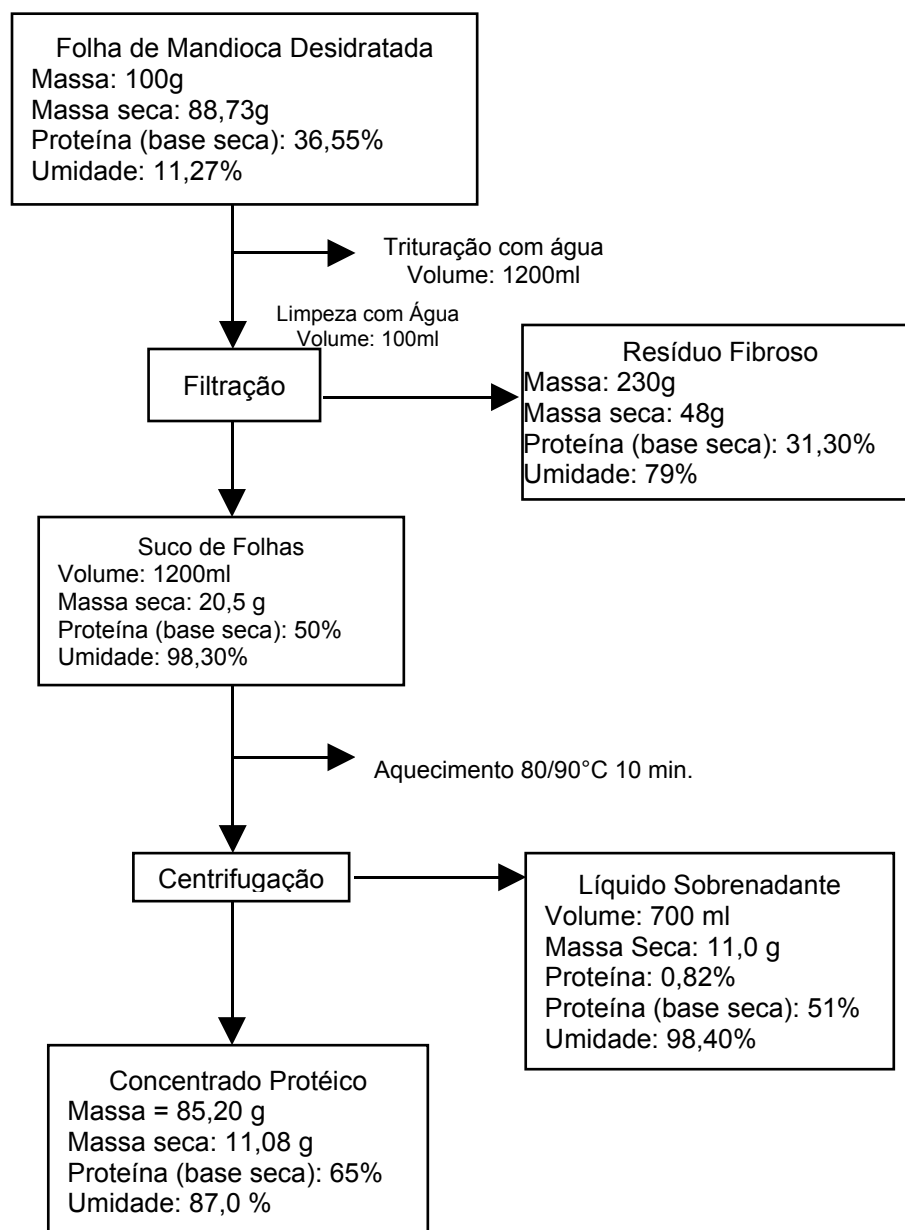 Folha de Mandioca Desidratada
Massa: 100g
Massa seca: 88,73g
Proteína (base seca): 36,55%
Umidade: 11,27%
Trituração com água
Volume: 1200ml
Limpeza com Água
Volume: 100ml
Filtração
Resíduo Fibroso
Massa: 230g
Massa seca: 48g
Proteína (base seca): 31,30%
Umidade: 79%
Suco de Folhas
Volume: 1200ml
Massa seca: 20,5 g
Proteína (base seca): 50%
Umidade: 98,30%
Aquecimento 80/90°C 10 min.
Centrifugação
Líquido Sobrenadante
Volume: 700 ml
Massa Seca: 11,0 g
Proteína: 0,82%
Proteína (base seca): 51%
Umidade: 98,40%
Concentrado Protéico
Massa = 85,20 g
Massa seca: 11,08 g
Proteína (base seca): 65%
Umidade: 87,0 %